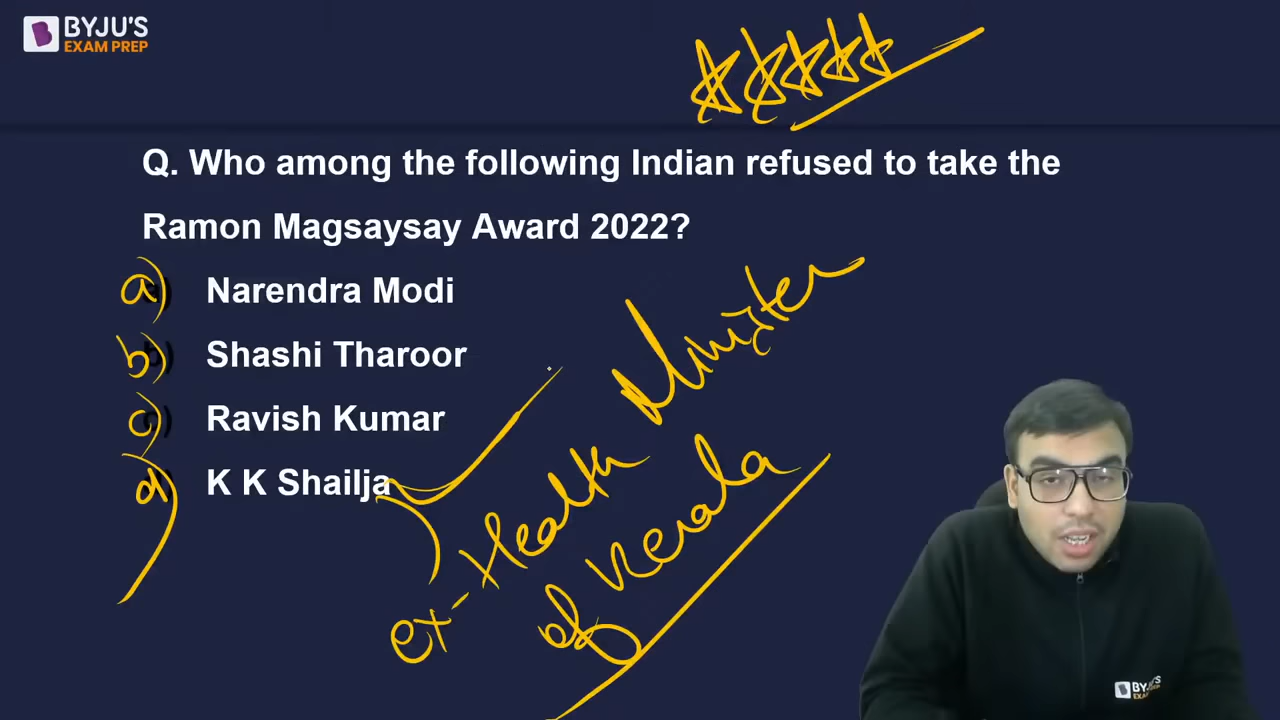 BYJU'S
EXAM PREP
Q. Who among the following Indian refused to take the
Ramon Magsaysay Award 2022?
a) Narendra Modi
b) Shashi Tharoor
c) Ravish Kumar
d) K K Shailja
ex-Health Minister
of Kerala
BYJU'S